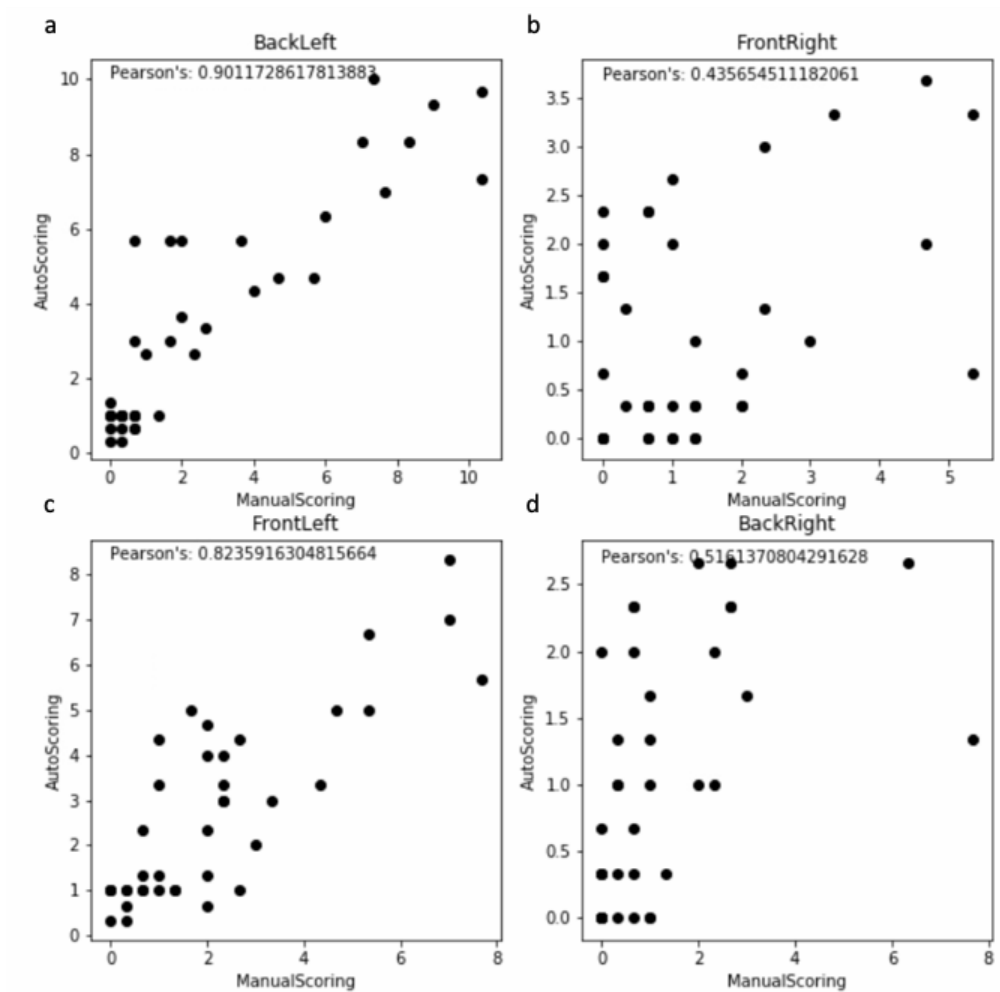 a
BackLeft
Pearson's: 0.9011728617813883
10
8
6
4
2
0
AutoScoring
0 2 4 6 8 10
ManualScoring
b
FrontRight
Pearson's: 0.435654511182061
3.5
3.0
2.5
2.0
1.5
1.0
0.5
0.0
AutoScoring
0 1 2 3 4 5
ManualScoring
c
FrontLeft
Pearson's: 0.8235916304815664
8
7
6
5
4
3
2
1
0
AutoScoring
0 2 4 6 8
ManualScoring
d
BackRight
Pearson's: 0.5161370804291628
2.5
2.0
1.5
1.0
0.5
0.0
AutoScoring
0 2 4 6 8
ManualScoring